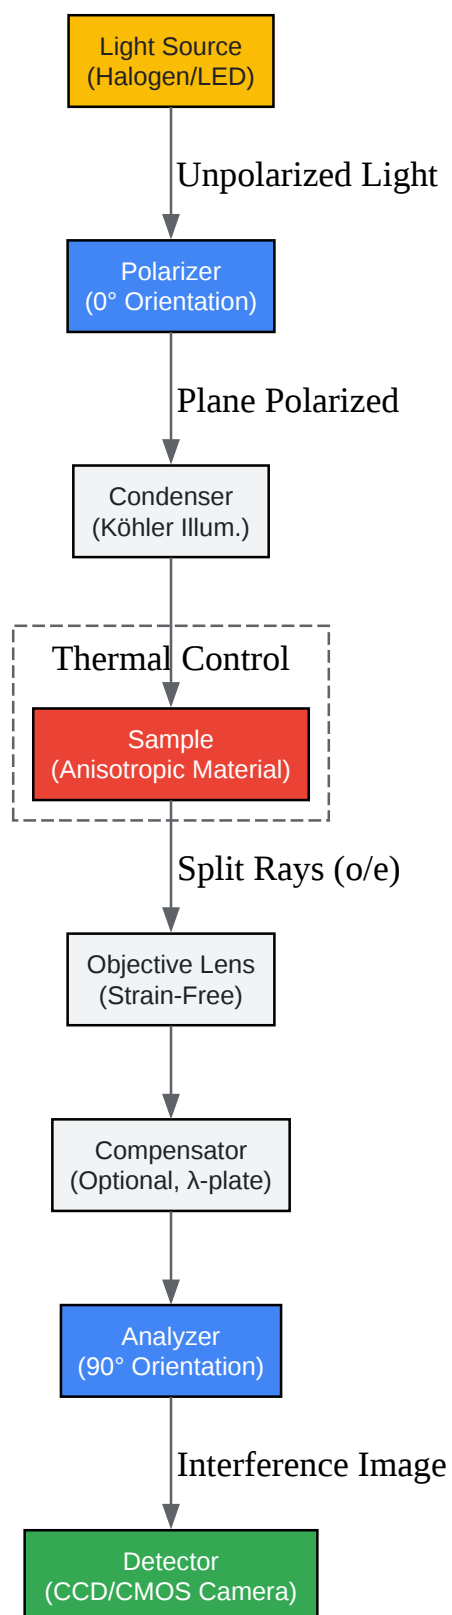 Light Source
(Halogen/LED)
Unpolarized Light
Polarizer
(0° Orientation)
Plane Polarized
Condenser
(Köhler Illum.)
Thermal Control
Sample
(Anisotropic Material)
Split Rays (o/e)
Objective Lens
(Strain-Free)
Compensator
(Optional, λ-plate)
Analyzer
(90° Orientation)
Interference Image
Detector
(CCD/CMOS Camera)